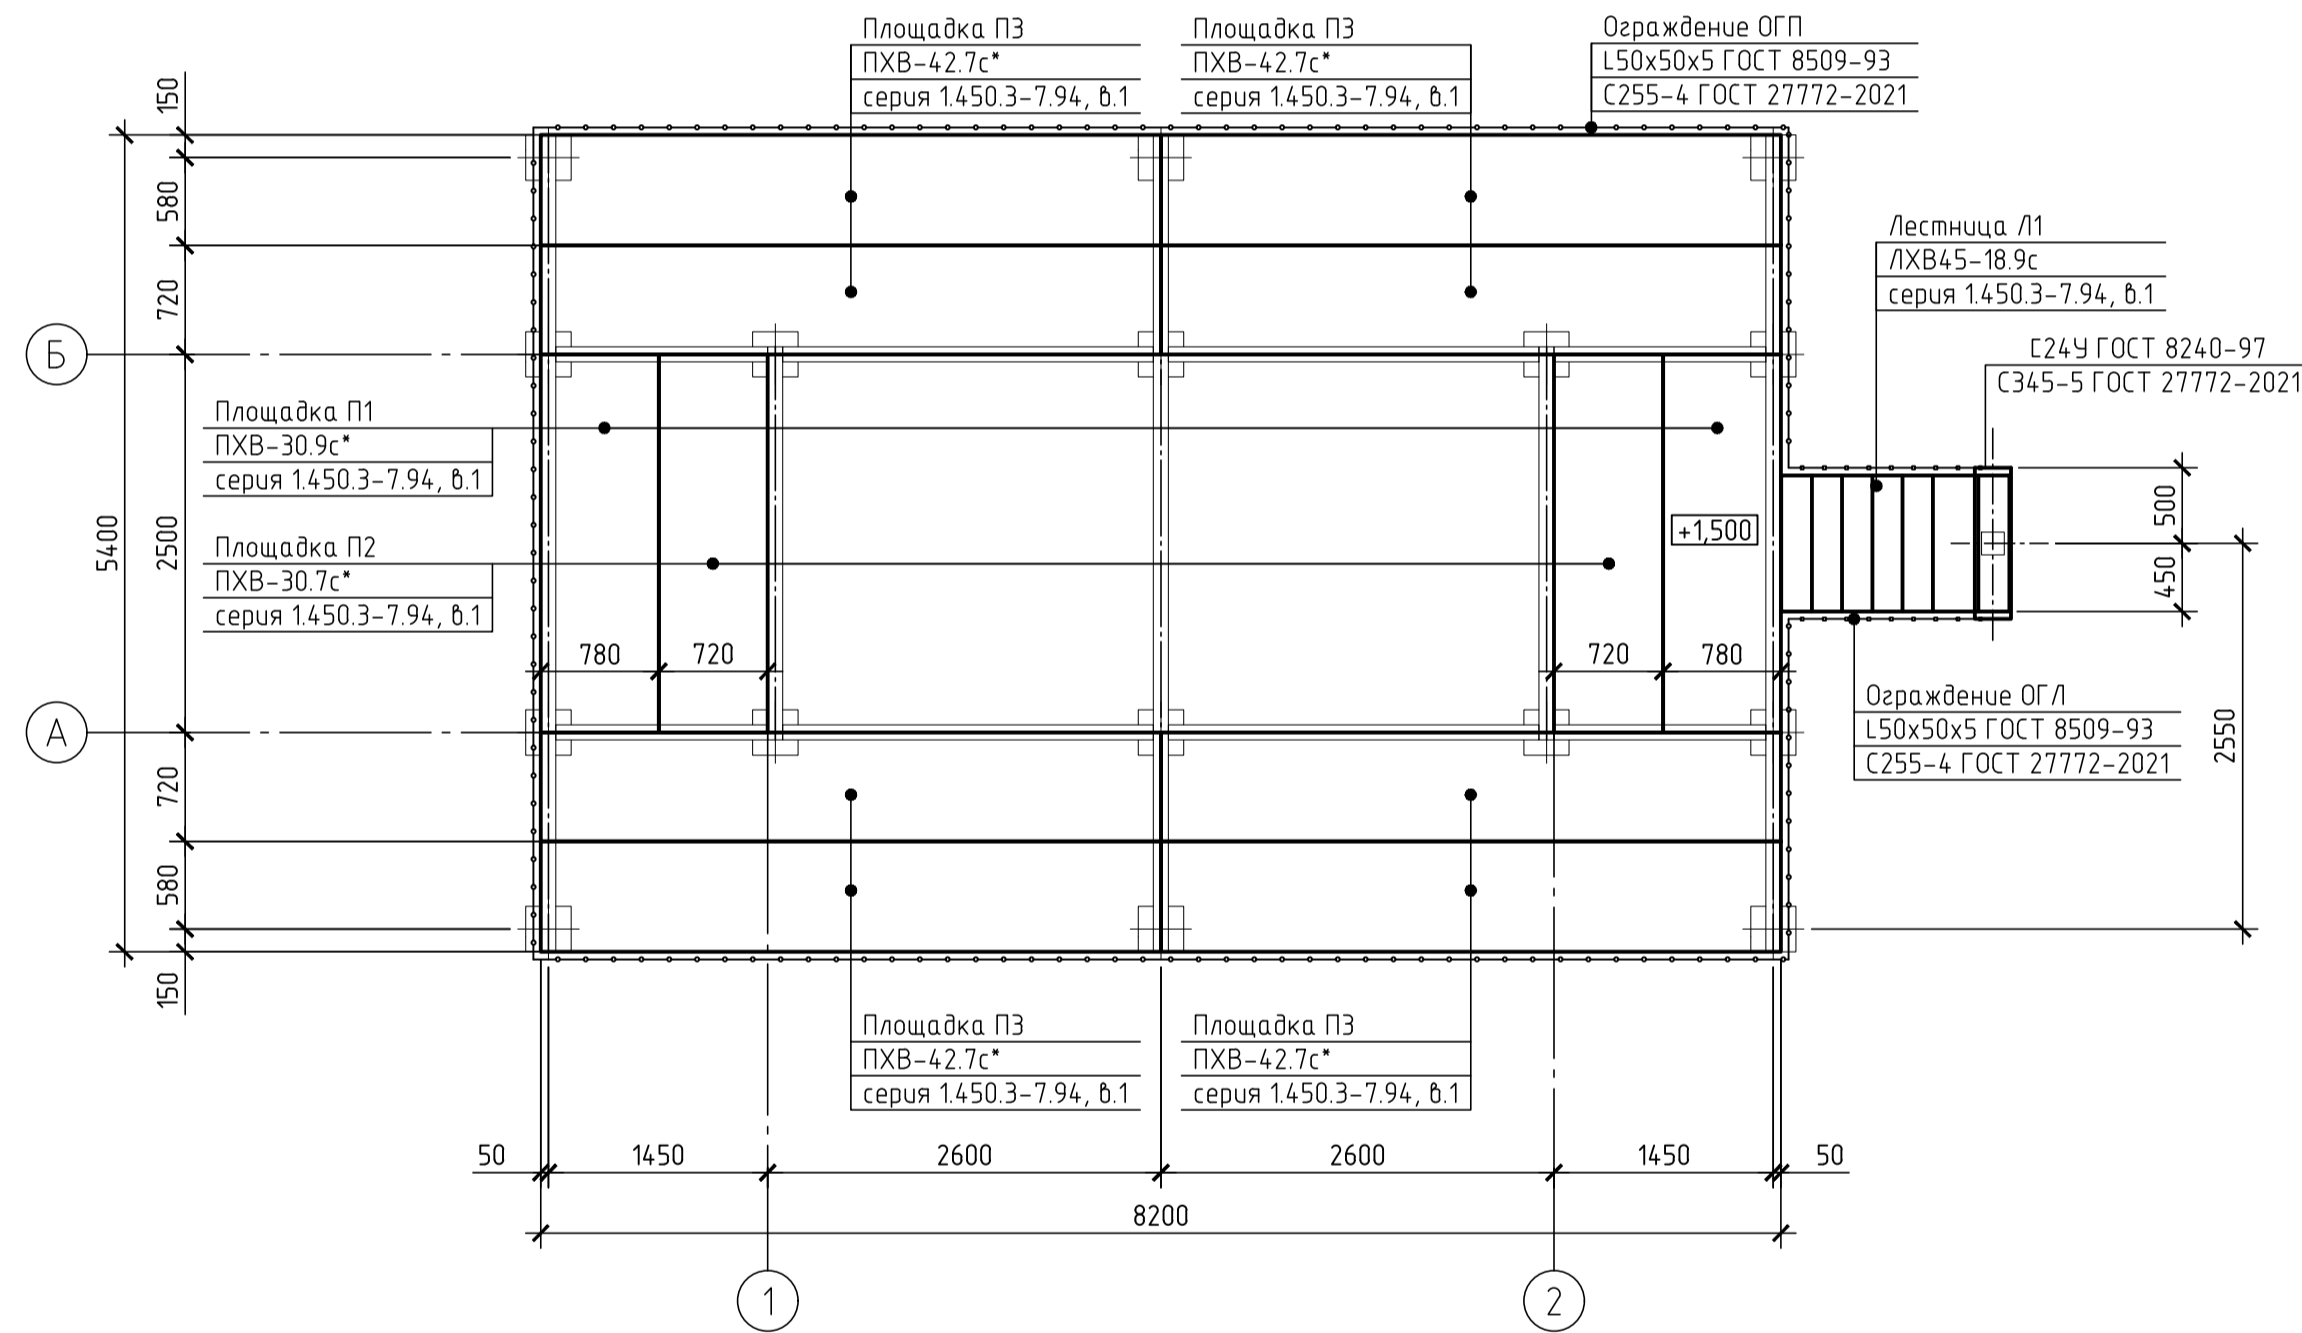 Площадка П3
ПХВ-42.7с*
серия 1.450.3-7.94, в.1
Площадка П3
ПХВ-42.7с*
серия 1.450.3-7.94, в.1
Ограждение ОГП
L50х50х5 ГОСТ 8509-93
С255-4 ГОСТ 27772-2021
Лестница Л1
ЛХВ45-18.9с
серия 1.450.3-7.94, в.1
[24У ГОСТ 8240-97
С345-5 ГОСТ 27772-2021
150
580
720
Б
Площадка П1
ПХВ-30.9с*
серия 1.450.3-7.94, в.1
5400
2500
Площадка П2
ПХВ-30.7с*
серия 1.450.3-7.94, в.1
+1,500
500
450
780
720
720
780
Ограждение ОГЛ
L50х50х5 ГОСТ 8509-93
С255-4 ГОСТ 27772-2021
2550
А
720
580
150
Площадка П3
ПХВ-42.7с*
серия 1.450.3-7.94, в.1
Площадка П3
ПХВ-42.7с*
серия 1.450.3-7.94, в.1
50
1450
2600
2600
1450
50
8200
1
2